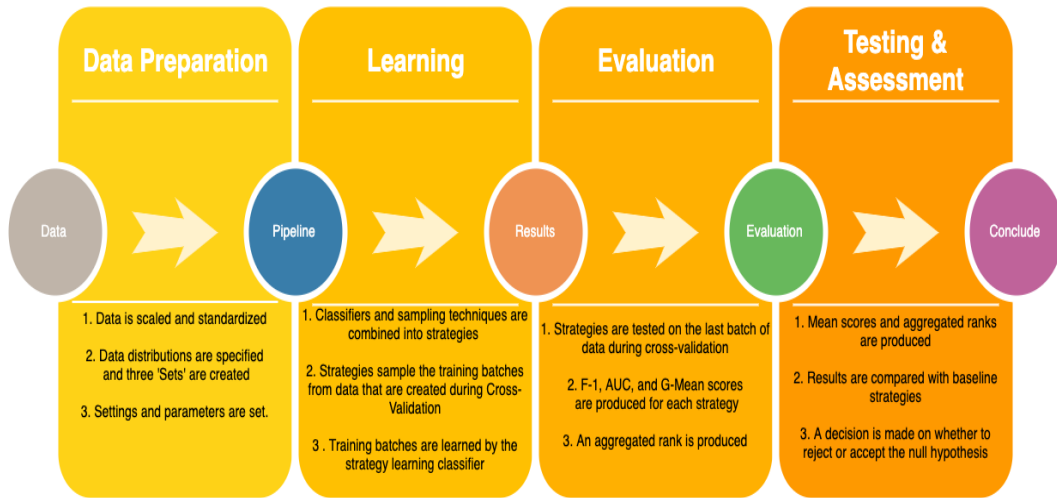 Data Preparation
Learning
Evaluation
Testing &
Assessment
Data
Pipeline
Results
Evaluation
Conclude
1. Data is scaled and standardized
2. Data distributions are specified
and three 'Sets' are created
3. Settings and parameters are set.
1. Classifiers and sampling techniques are
combined into strategies
2. Strategies sample the training batches
from data that are created during Cross-
Validation
3 . Training batches are learned by the
strategy learning classifier
1. Strategies are tested on the last batch of
data during cross-validation
2. F-1, AUC, and G-Mean scores
are produced for each strategy
3. An aggregated rank is produced
1. Mean scores and aggregated ranks
are produced
2. Results are compared with baseline
strategies
3. A decision is made on whether to
reject or accept the null hypothesis